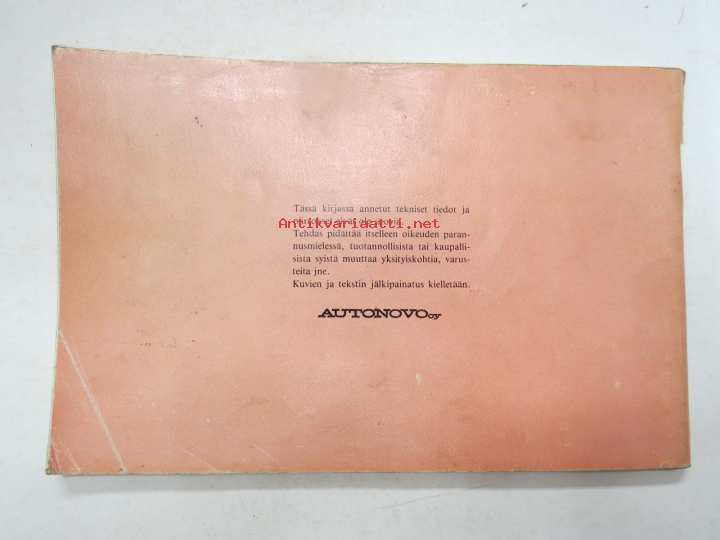 Tässä kirjassa annetut tekniset tiedot ja
Antikvariaatti.fi
Tehdas pidättää itselleen oikeuden paran-
nusmielessä, tuotannollisista tai kaupalli-
sista syistä muuttaa yksityiskohtia, varus-
teita jne.
Kuvien ja tekstin jälkipainatus kielletään.
AUTONOVO oy